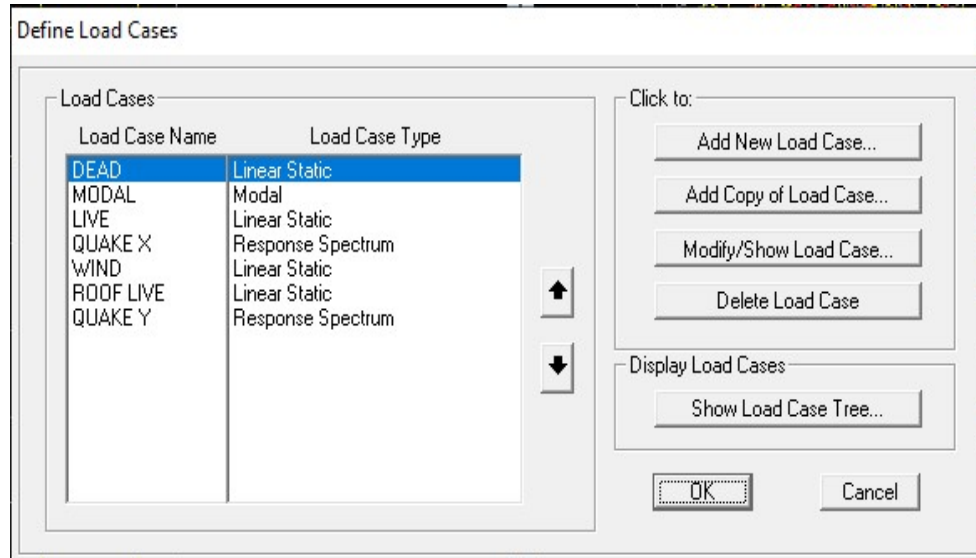 Define Load Cases
Load Cases
Load Case Name Load Case Type
DEAD Linear Static
MODAL Modal
LIVE Linear Static
QUAKE X Response Spectrum
WIND Linear Static
ROOF LIVE Linear Static
QUAKE Y Response Spectrum
Click to:
Add New Load Case...
Add Copy of Load Case...
Modify/Show Load Case...
Delete Load Case
Display Load Cases
Show Load Case Tree...
OK Cancel